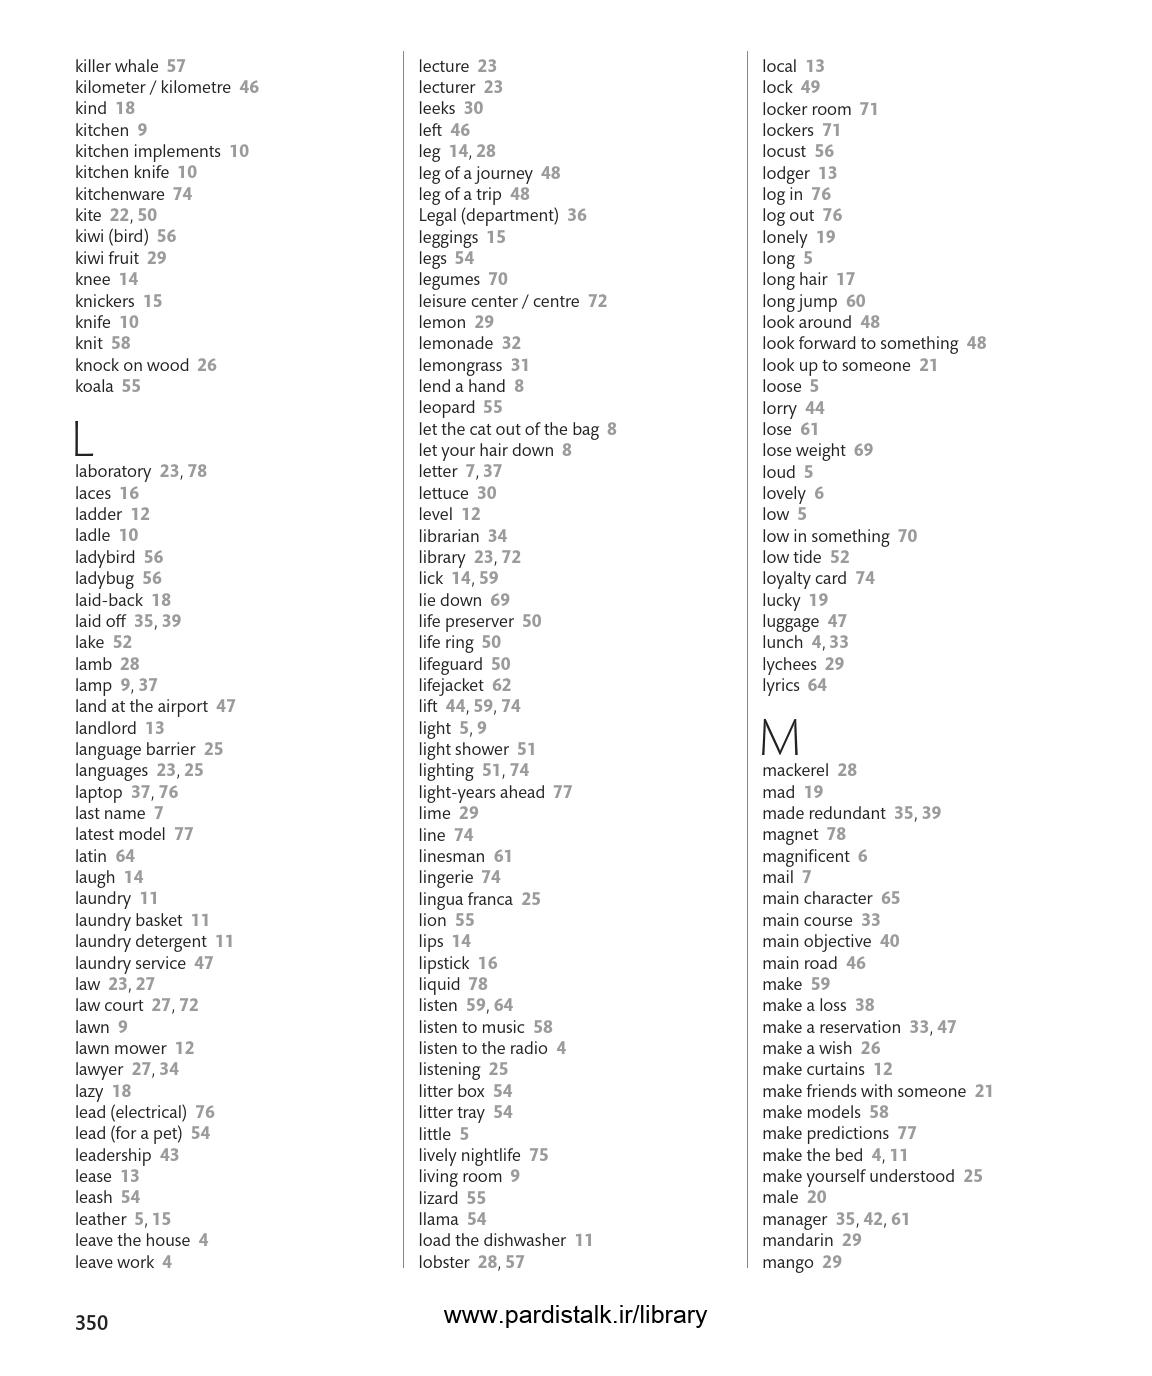 killer whale 57
kilometer / kilometre 46
kind 18
kitchen 9
kitchen implements 10
kitchen knife 10
kitchenware 74
kite 22, 50
kiwi (bird) 56
kiwi fruit 29
knee 14
knickers 15
knife 10
knit 58
knock on wood 26
koala 55
L
laboratory 23, 78
laces 16
ladder 12
ladle 10
ladybird 56
ladybug 56
laid-back 18
laid off 35, 39
lake 52
lamb 28
lamp 9, 37
land at the airport 47
landlord 13
language barrier 25
languages 23, 25
laptop 37, 76
last name 7
latest model 77
latin 64
laugh 14
laundry 11
laundry basket 11
laundry detergent 11
laundry service 47
law 23, 27
law court 27, 72
lawn 9
lawn mower 12
lawyer 27, 34
lazy 18
lead (electrical) 76
lead (for a pet) 54
leadership 43
lease 13
leash 54
leather 5, 15
leave the house 4
leave work 4
lecture 23
lecturer 23
leeks 30
left 46
leg 14, 28
leg of a journey 48
leg of a trip 48
Legal (department) 36
leggings 15
legs 54
legumes 70
leisure center / centre 72
lemon 29
lemonade 32
lemongrass 31
lend a hand 8
leopard 55
let the cat out of the bag 8
let your hair down 8
letter 7, 37
lettuce 30
level 12
librarian 34
library 23, 72
lick 14, 59
lie down 69
life preserver 50
life ring 50
lifeguard 50
lifejacket 62
lift 44, 59, 74
light 5, 9
light shower 51
lighting 51, 74
light-years ahead 77
lime 29
line 74
linesman 61
lingerie 74
lingua franca 25
lion 55
lips 14
lipstick 16
liquid 78
listen 59, 64
listen to music 58
listen to the radio 4
listening 25
litter box 54
litter tray 54
little 5
lively nightlife 75
living room 9
lizard 55
llama 54
load the dishwasher 11
lobster 28, 57
local 13
lock 49
locker room 71
lockers 71
locust 56
lodger 13
log in 76
log out 76
lonely 19
long 5
long hair 17
long jump 60
look around 48
look forward to something 48
look up to someone 21
loose 5
lorry 44
lose 61
lose weight 69
loud 5
lovely 6
low 5
low in something 70
low tide 52
loyalty card 74
lucky 19
luggage 47
lunch 4, 33
lychees 29
lyrics 64
M
mackerel 28
mad 19
made redundant 35, 39
magnet 78
magnificent 6
mail 7
main character 65
main course 33
main objective 40
main road 46
make 59
make a loss 38
make a reservation 33, 47
make a wish 26
make curtains 12
make friends with someone 21
make models 58
make predictions 77
make the bed 4, 11
make yourself understood 25
male 20
manager 35, 42, 61
mandarin 29
mango 29
350
www.pardistalk.ir/library